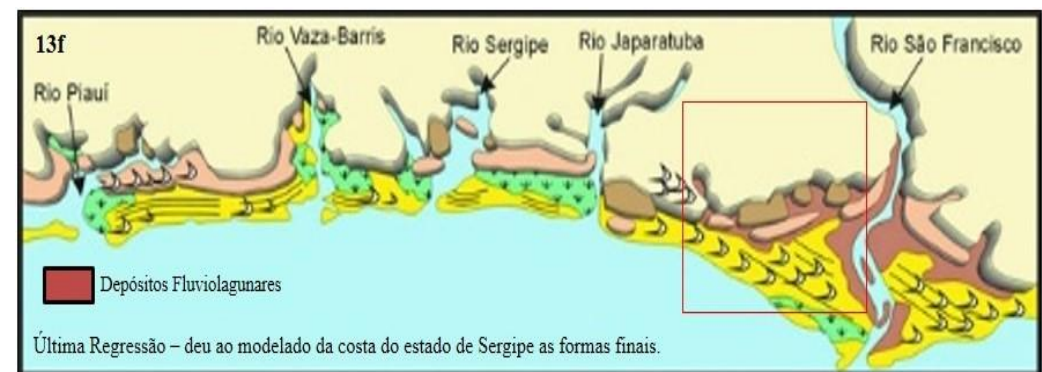 13f
Rio Piauí
Rio Vaza-Barris
Rio Sergipe
Rio Japaratuba
Rio São Francisco
Depósitos Fluviolagunares
Última Regressão – deu ao modelado da costa do estado de Sergipe as formas finais.